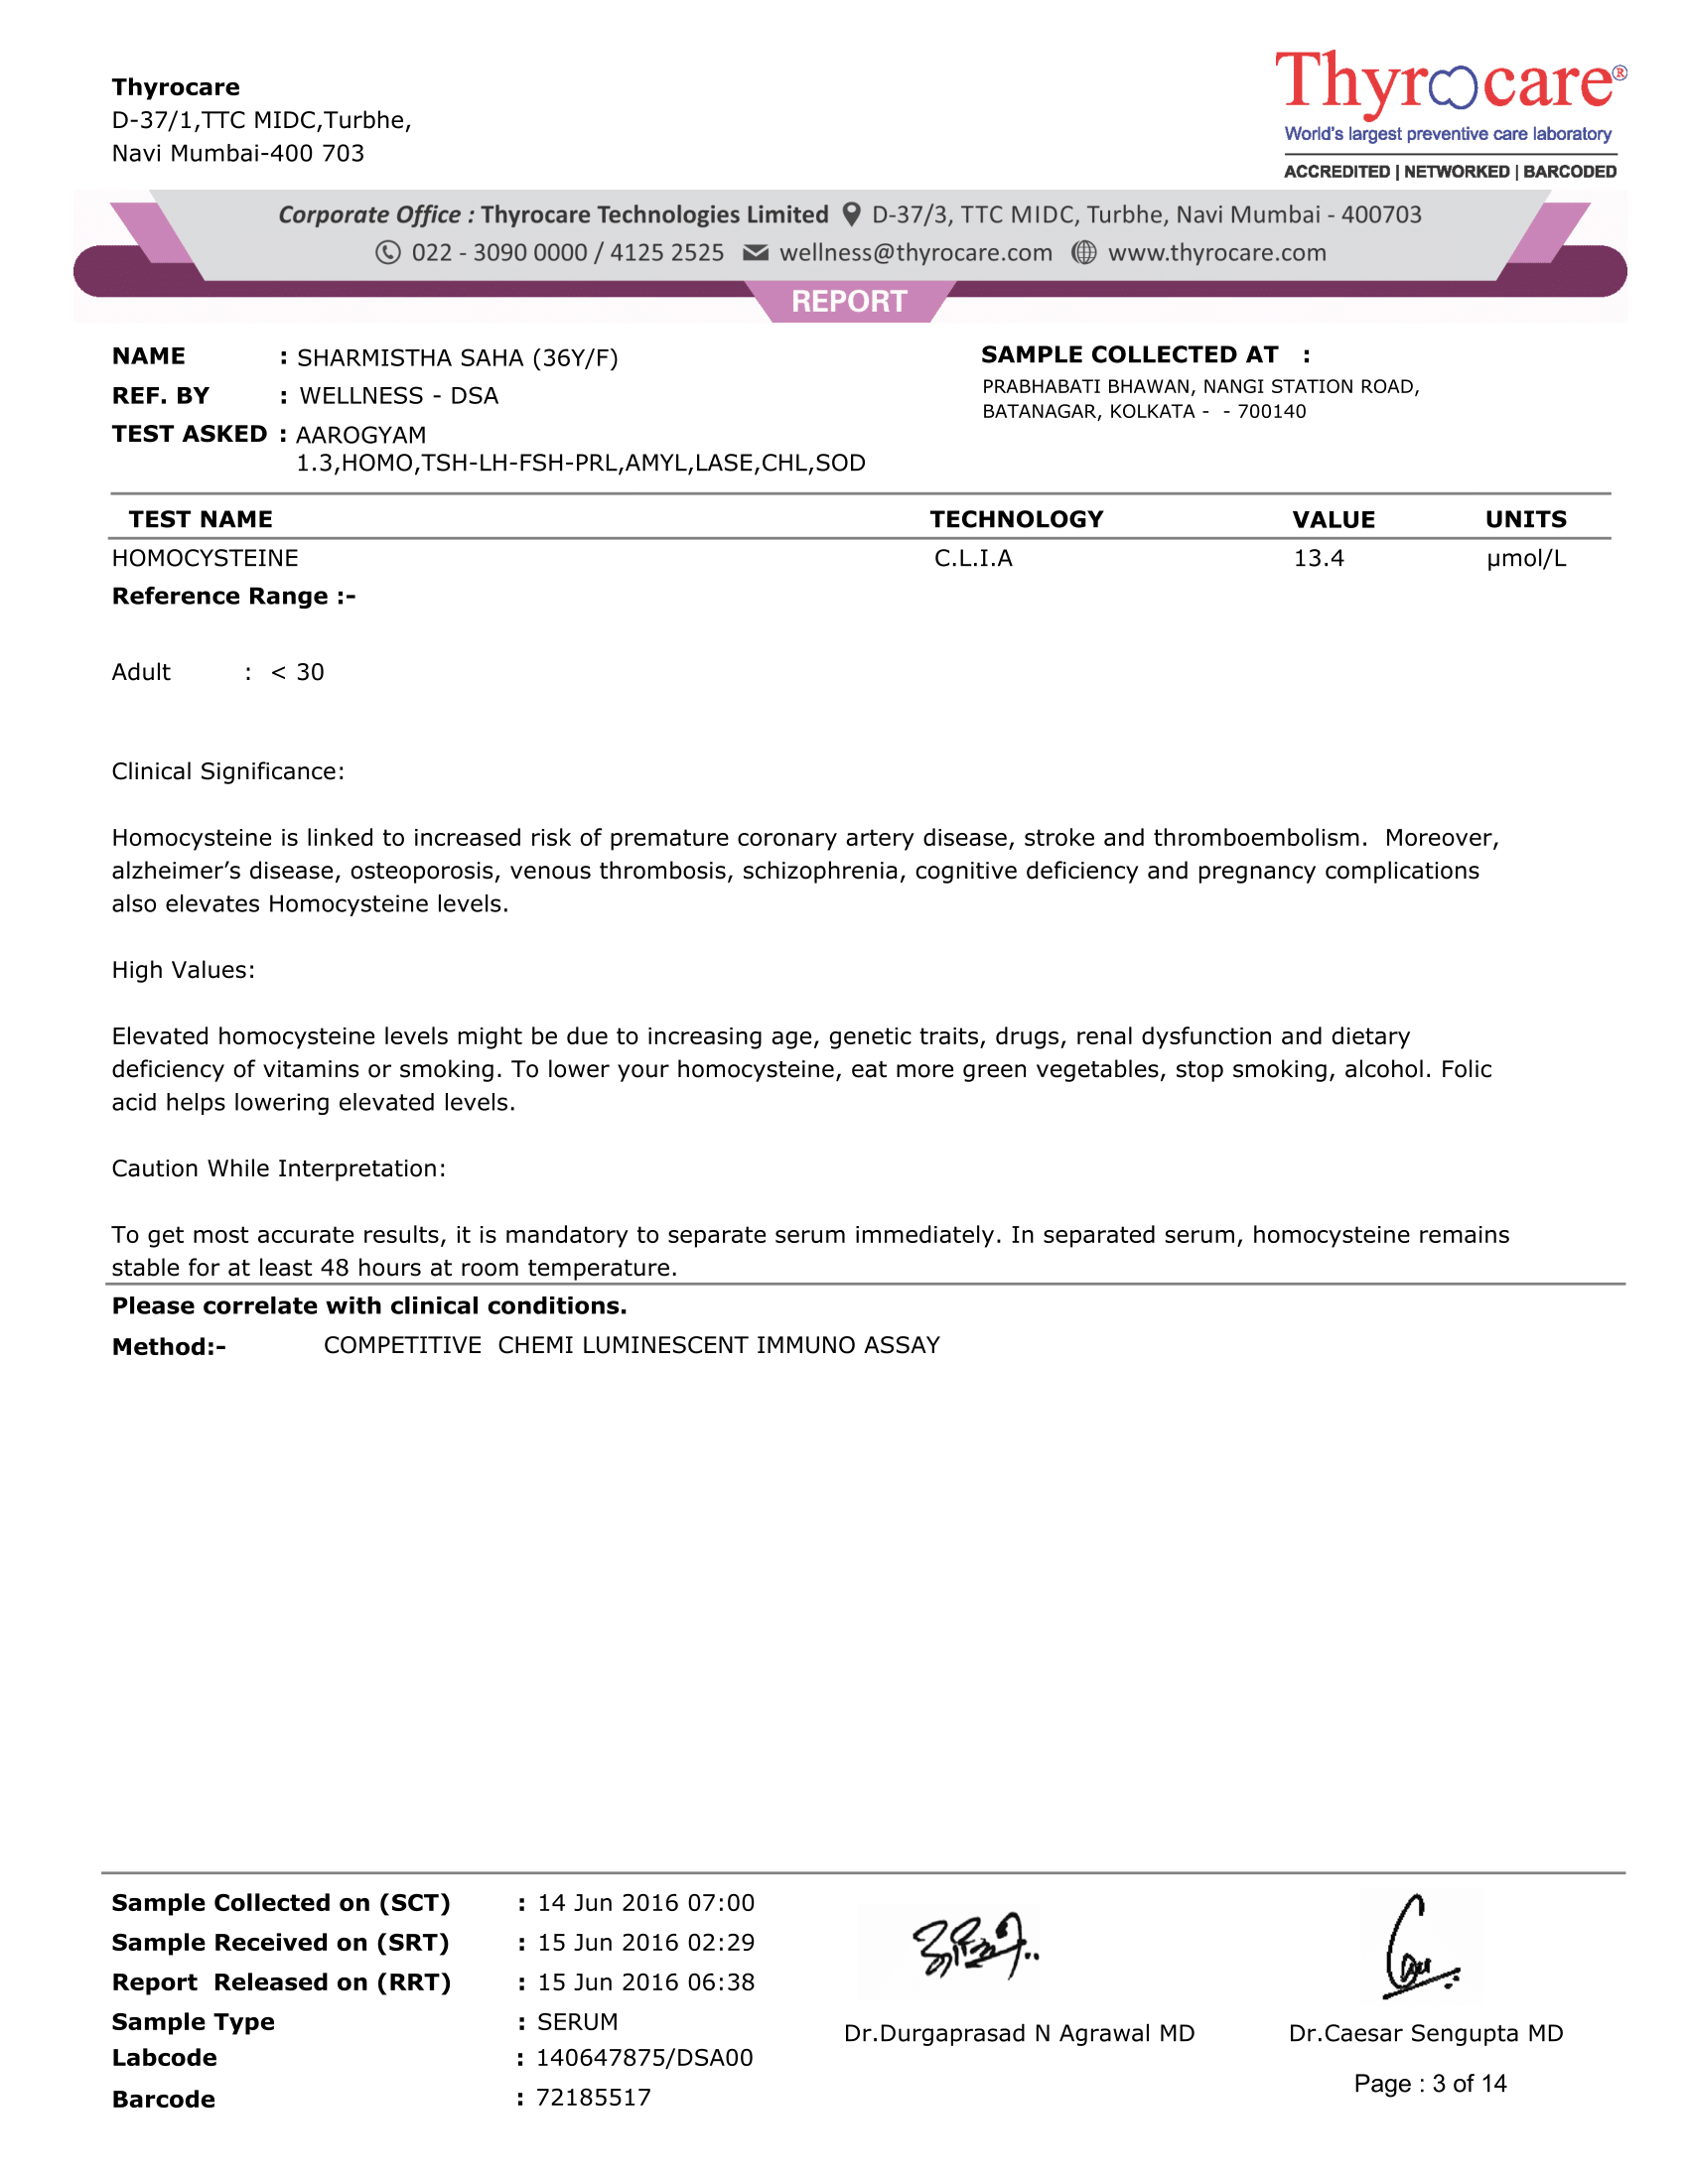 Thyrocare
D-37/1,TTC MIDC,Turbhe,
Navi Mumbai-400 703
Thyrocare®
World's largest preventive care laboratory
ACCREDITED | NETWORKED | BARCODED
Corporate Office : Thyrocare Technologies Limited D-37/3, TTC MIDC, Turbhe, Navi Mumbai - 400703
022 - 3090 0000 / 4125 2525 wellness@thyrocare.com www.thyrocare.com
REPORT
NAME : SHARMISTHA SAHA (36Y/F)
REF. BY : WELLNESS - DSA
TEST ASKED : AAROGYAM
1.3,HOMO,TSH-LH-FSH-PRL,AMYL,LASE,CHL,SOD
SAMPLE COLLECTED AT :
PRABHABATI BHAWAN, NANGI STATION ROAD,
BATANAGAR, KOLKATA - - 700140
TEST NAME TECHNOLOGY VALUE UNITS
HOMOCYSTEINE C.L.I.A 13.4 µmol/L
Reference Range :-
Adult : < 30
Clinical Significance:
Homocysteine is linked to increased risk of premature coronary artery disease, stroke and thromboembolism. Moreover,
alzheimer’s disease, osteoporosis, venous thrombosis, schizophrenia, cognitive deficiency and pregnancy complications
also elevates Homocysteine levels.
High Values:
Elevated homocysteine levels might be due to increasing age, genetic traits, drugs, renal dysfunction and dietary
deficiency of vitamins or smoking. To lower your homocysteine, eat more green vegetables, stop smoking, alcohol. Folic
acid helps lowering elevated levels.
Caution While Interpretation:
To get most accurate results, it is mandatory to separate serum immediately. In separated serum, homocysteine remains
stable for at least 48 hours at room temperature.
Please correlate with clinical conditions.
Method:- COMPETITIVE CHEMI LUMINESCENT IMMUNO ASSAY
Sample Collected on (SCT) : 14 Jun 2016 07:00
Sample Received on (SRT) : 15 Jun 2016 02:29
Report Released on (RRT) : 15 Jun 2016 06:38
Sample Type : SERUM
Labcode : 140647875/DSA00
Barcode : 72185517
Dr.Durgaprasad N Agrawal MD
Dr.Caesar Sengupta MD
Page : 3 of 14